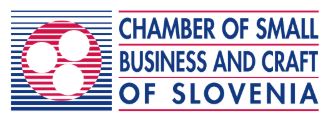 CHAMBER OF SMALL
BUSINESS AND CRAFT
OF SLOVENIA